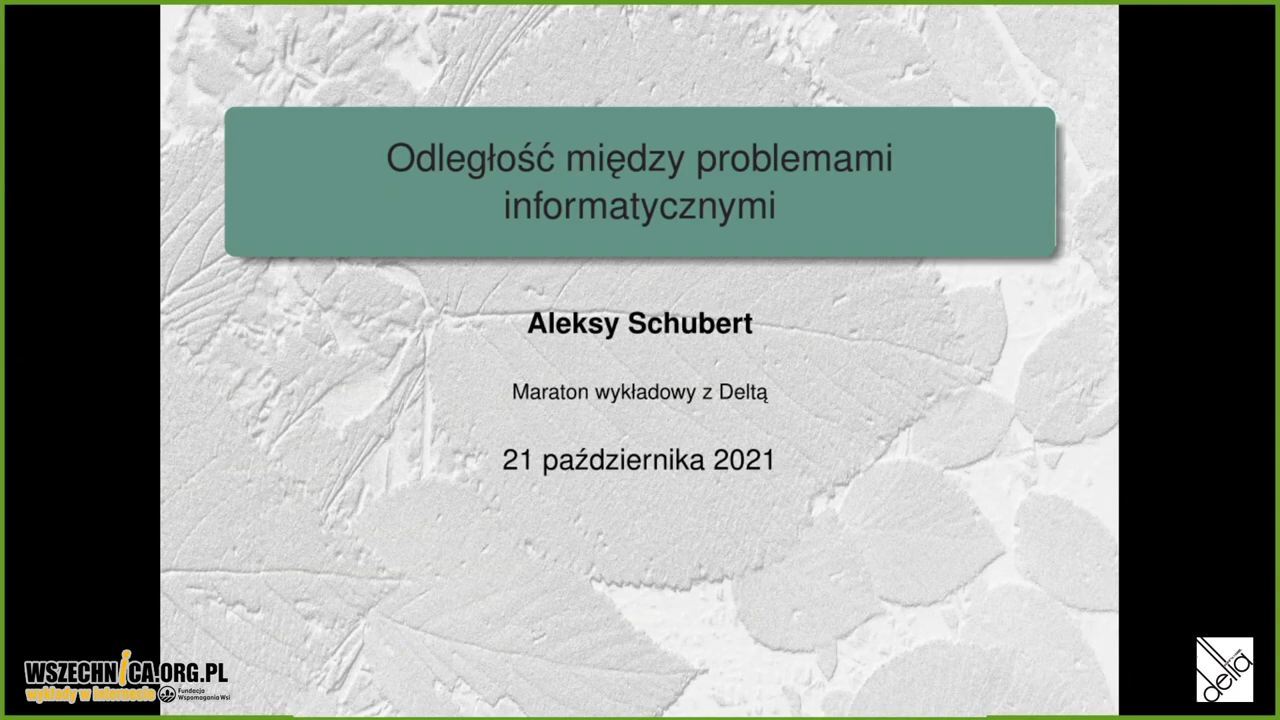 Odległość między problemami
informatycznymi
Aleksy Schubert
Maraton wykładowy z Deltą
21 października 2021
WSZECHNICA.ORG.PL
wykłady w internecie
Fundacja
Wspomagania Wsi
delta